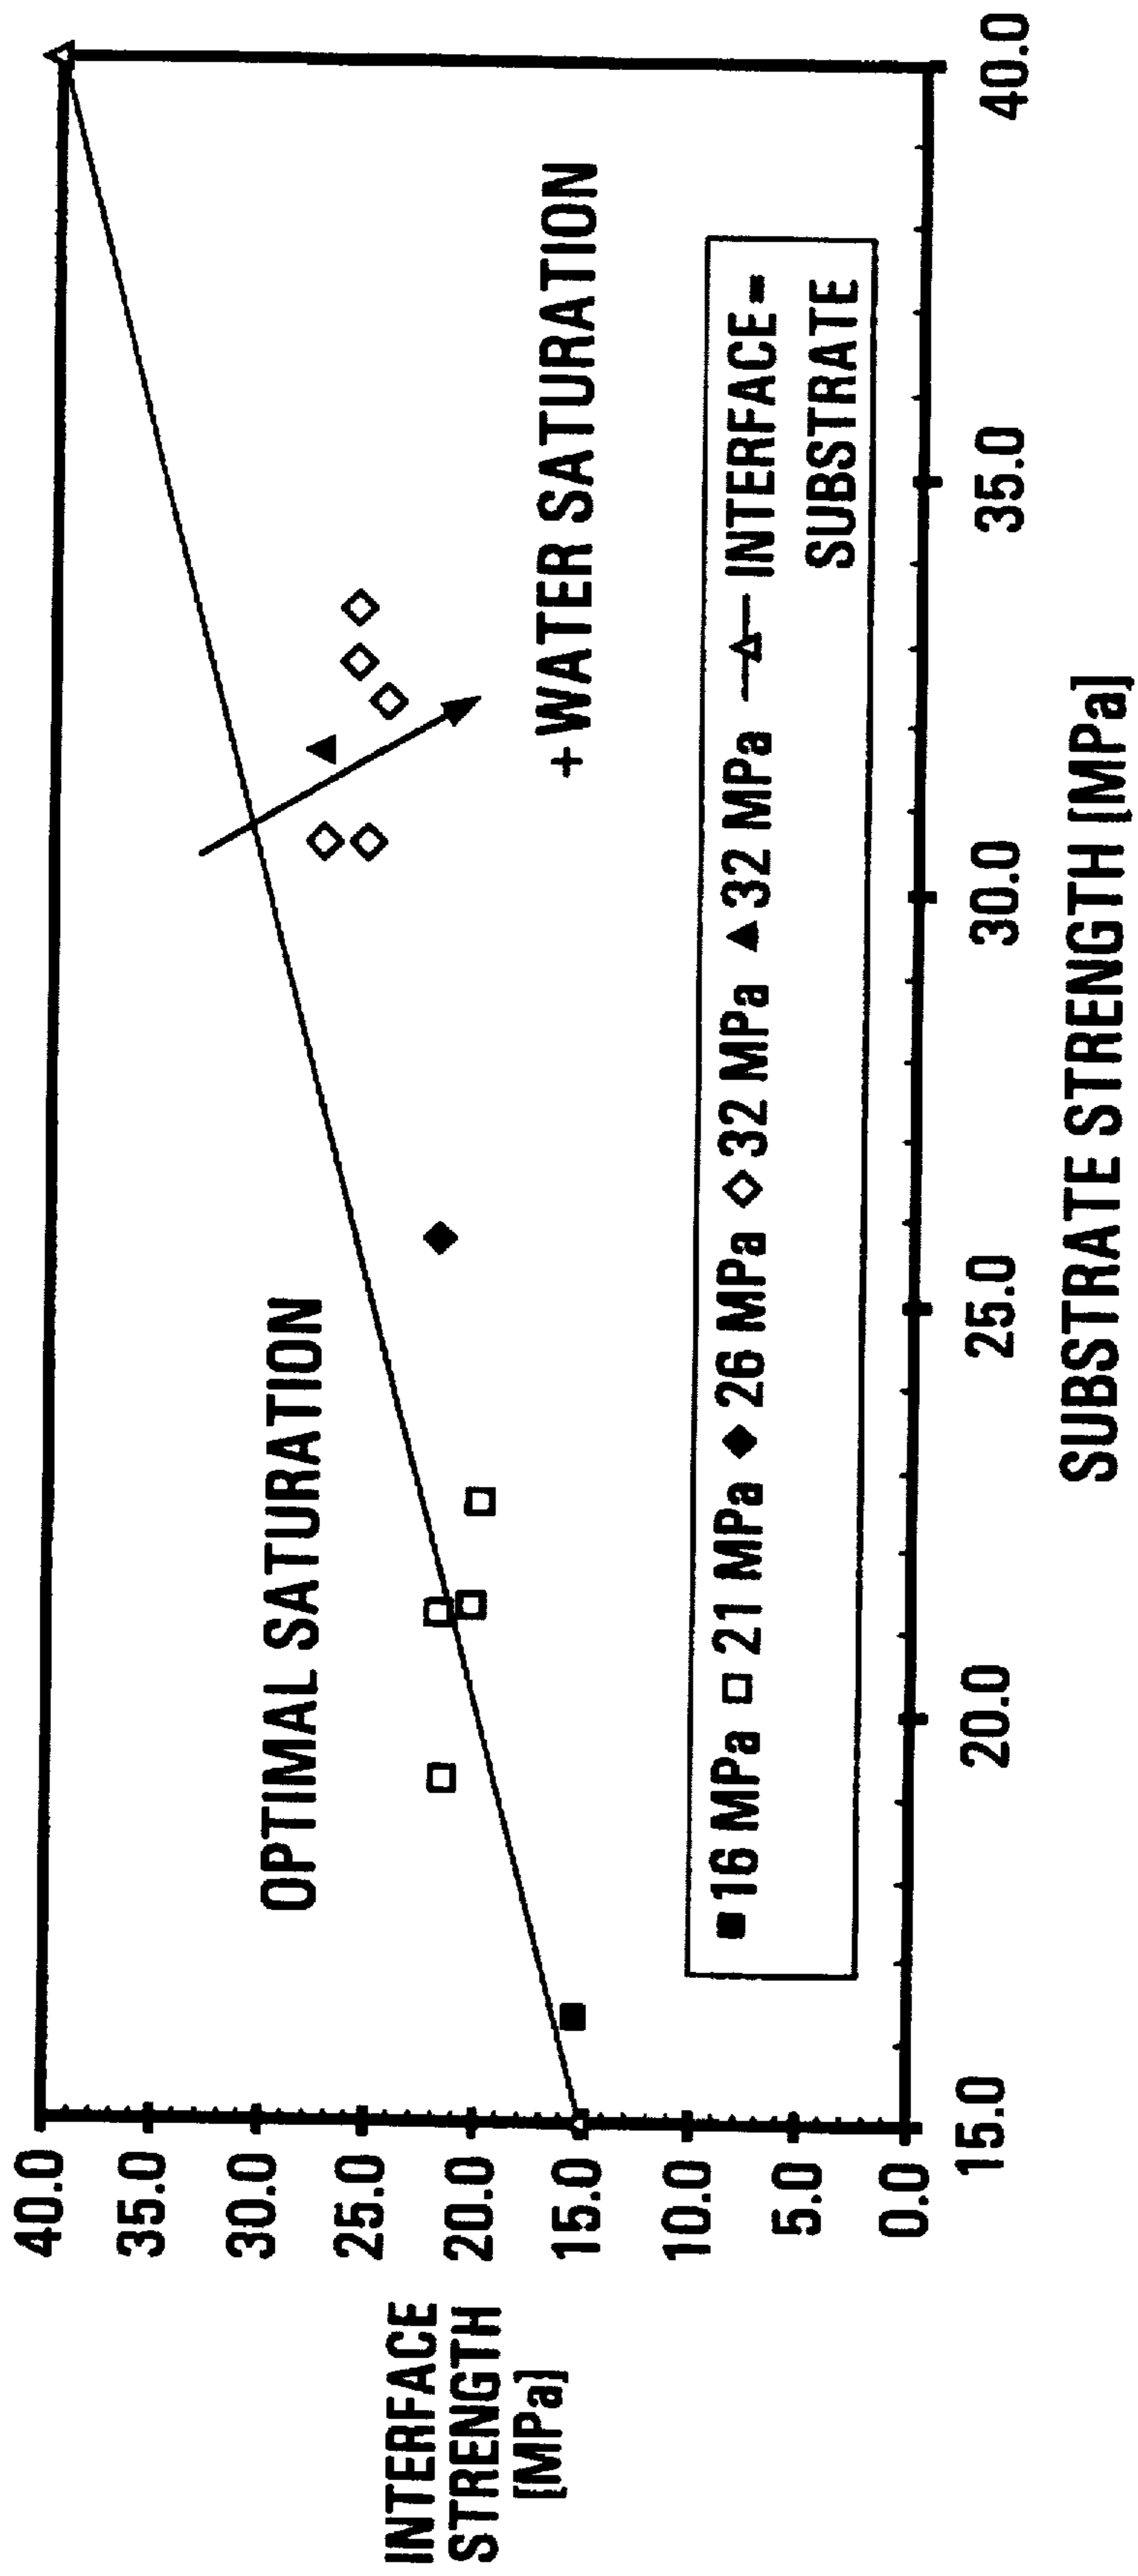 40.0
35.0
30.0
25.0
20.0
15.0
10.0
5.0
0.0
INTERFACE
STRENGTH
[MPa]
OPTIMAL SATURATION
+ WATER SATURATION
■ 16 MPa □ 21 MPa ◆ 26 MPa ◇ 32 MPa ▲ 32 MPa —△— INTERFACE =
SUBSTRATE
15.0 20.0 25.0 30.0 35.0 40.0
SUBSTRATE STRENGTH [MPa]